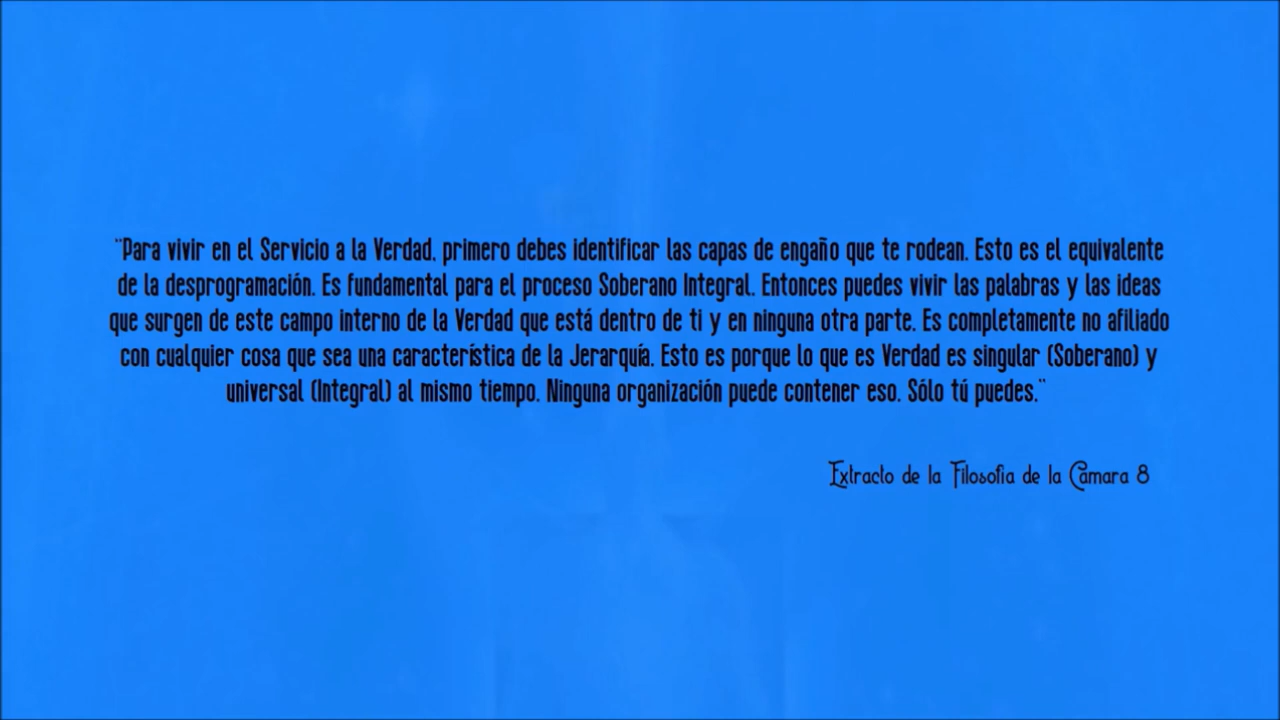 ¨Para vivir en el Servicio a la Verdad, primero debes identificar las capas de engaño que te rodean. Esto es el equivalente
de la desprogramación. Es fundamental para el proceso Soberano Integral. Entonces puedes vivir las palabras y las ideas
que surgen de este campo interno de la Verdad que está dentro de ti y en ninguna otra parte. Es completamente no afiliado
con cualquier cosa que sea una característica de la Jerarquía. Esto es porque lo que es Verdad es singular (Soberano) y
universal (Integral) al mismo tiempo. Ninguna organización puede contener eso. Sólo tú puedes.¨
Extracto de la Filosofía de la Cámara 8